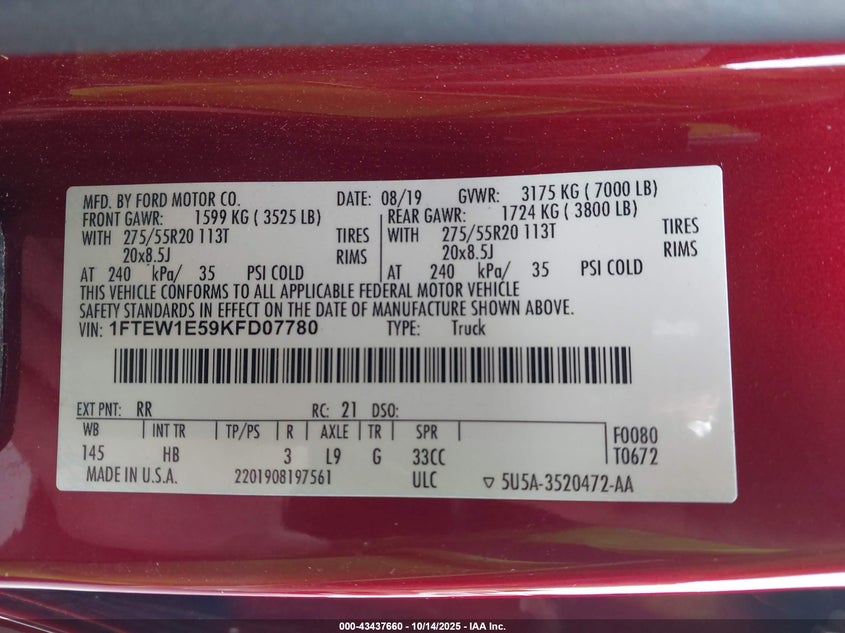 MFD. BY FORD MOTOR CO. DATE: 08/19 GVWR: 3175 KG ( 7000 LB)
FRONT GAWR: 1599 KG ( 3525 LB) REAR GAWR: 1724 KG ( 3800 LB)
WITH 275/55R20 113T TIRES WITH 275/55R20 113T TIRES
20x8.5J RIMS 20x8.5J RIMS
AT 240 kPa/ 35 PSI COLD AT 240 kPa/ 35 PSI COLD
THIS VEHICLE CONFORMS TO ALL APPLICABLE FEDERAL MOTOR VEHICLE
SAFETY STANDARDS IN EFFECT ON THE DATE OF MANUFACTURE SHOWN ABOVE.
VIN: 1FTEW1E59KFD07780 TYPE: Truck
EXT PNT: RR RC: 21 DSO:
WB INT TR TP/PS R AXLE TR SPR F0080
145 HB 3 L9 G 33CC T0672
MADE IN U.S.A. 2201908197561 ULC ▽ 5U5A-3520472-AA
000-43437660 - 10/14/2025 - IAA Inc.